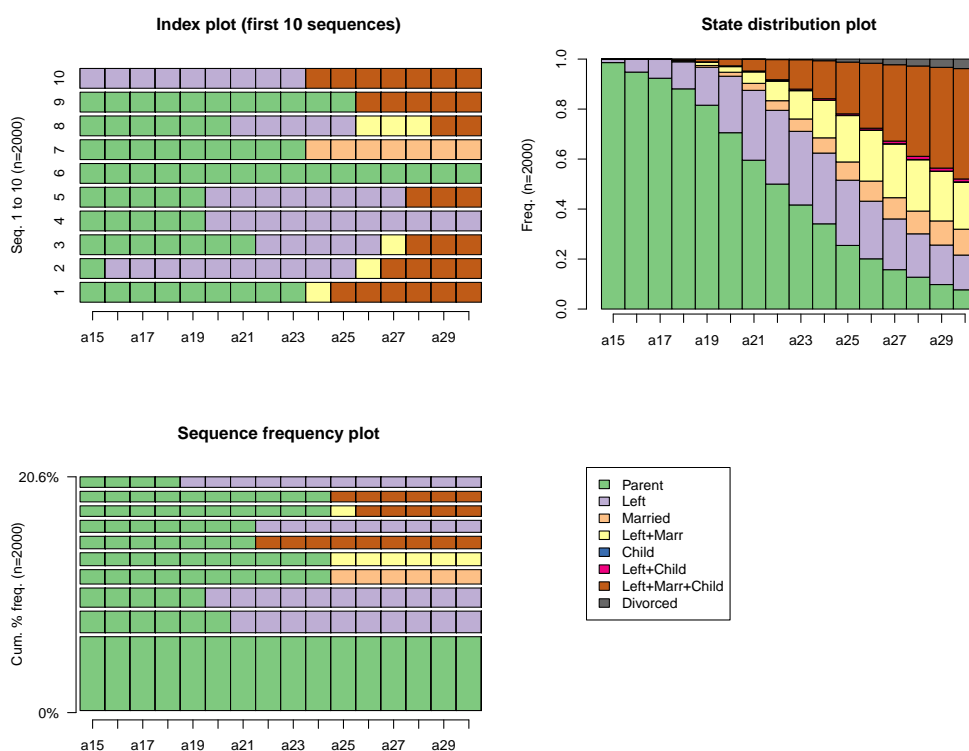 Index plot (first 10 sequences)
Seq. 1 to 10 (n=2000)
10
9
8
7
6
5
4
3
2
1
a15 a17 a19 a21 a23 a25 a27 a29
State distribution plot
Freq. (n=2000)
1.0
0.8
0.6
0.4
0.2
0.0
a15 a17 a19 a21 a23 a25 a27 a29
Sequence frequency plot
Cum. % freq. (n=2000)
20.6%
0%
a15 a17 a19 a21 a23 a25 a27 a29
Parent
Left
Married
Left+Marr
Child
Left+Child
Left+Marr+Child
Divorced